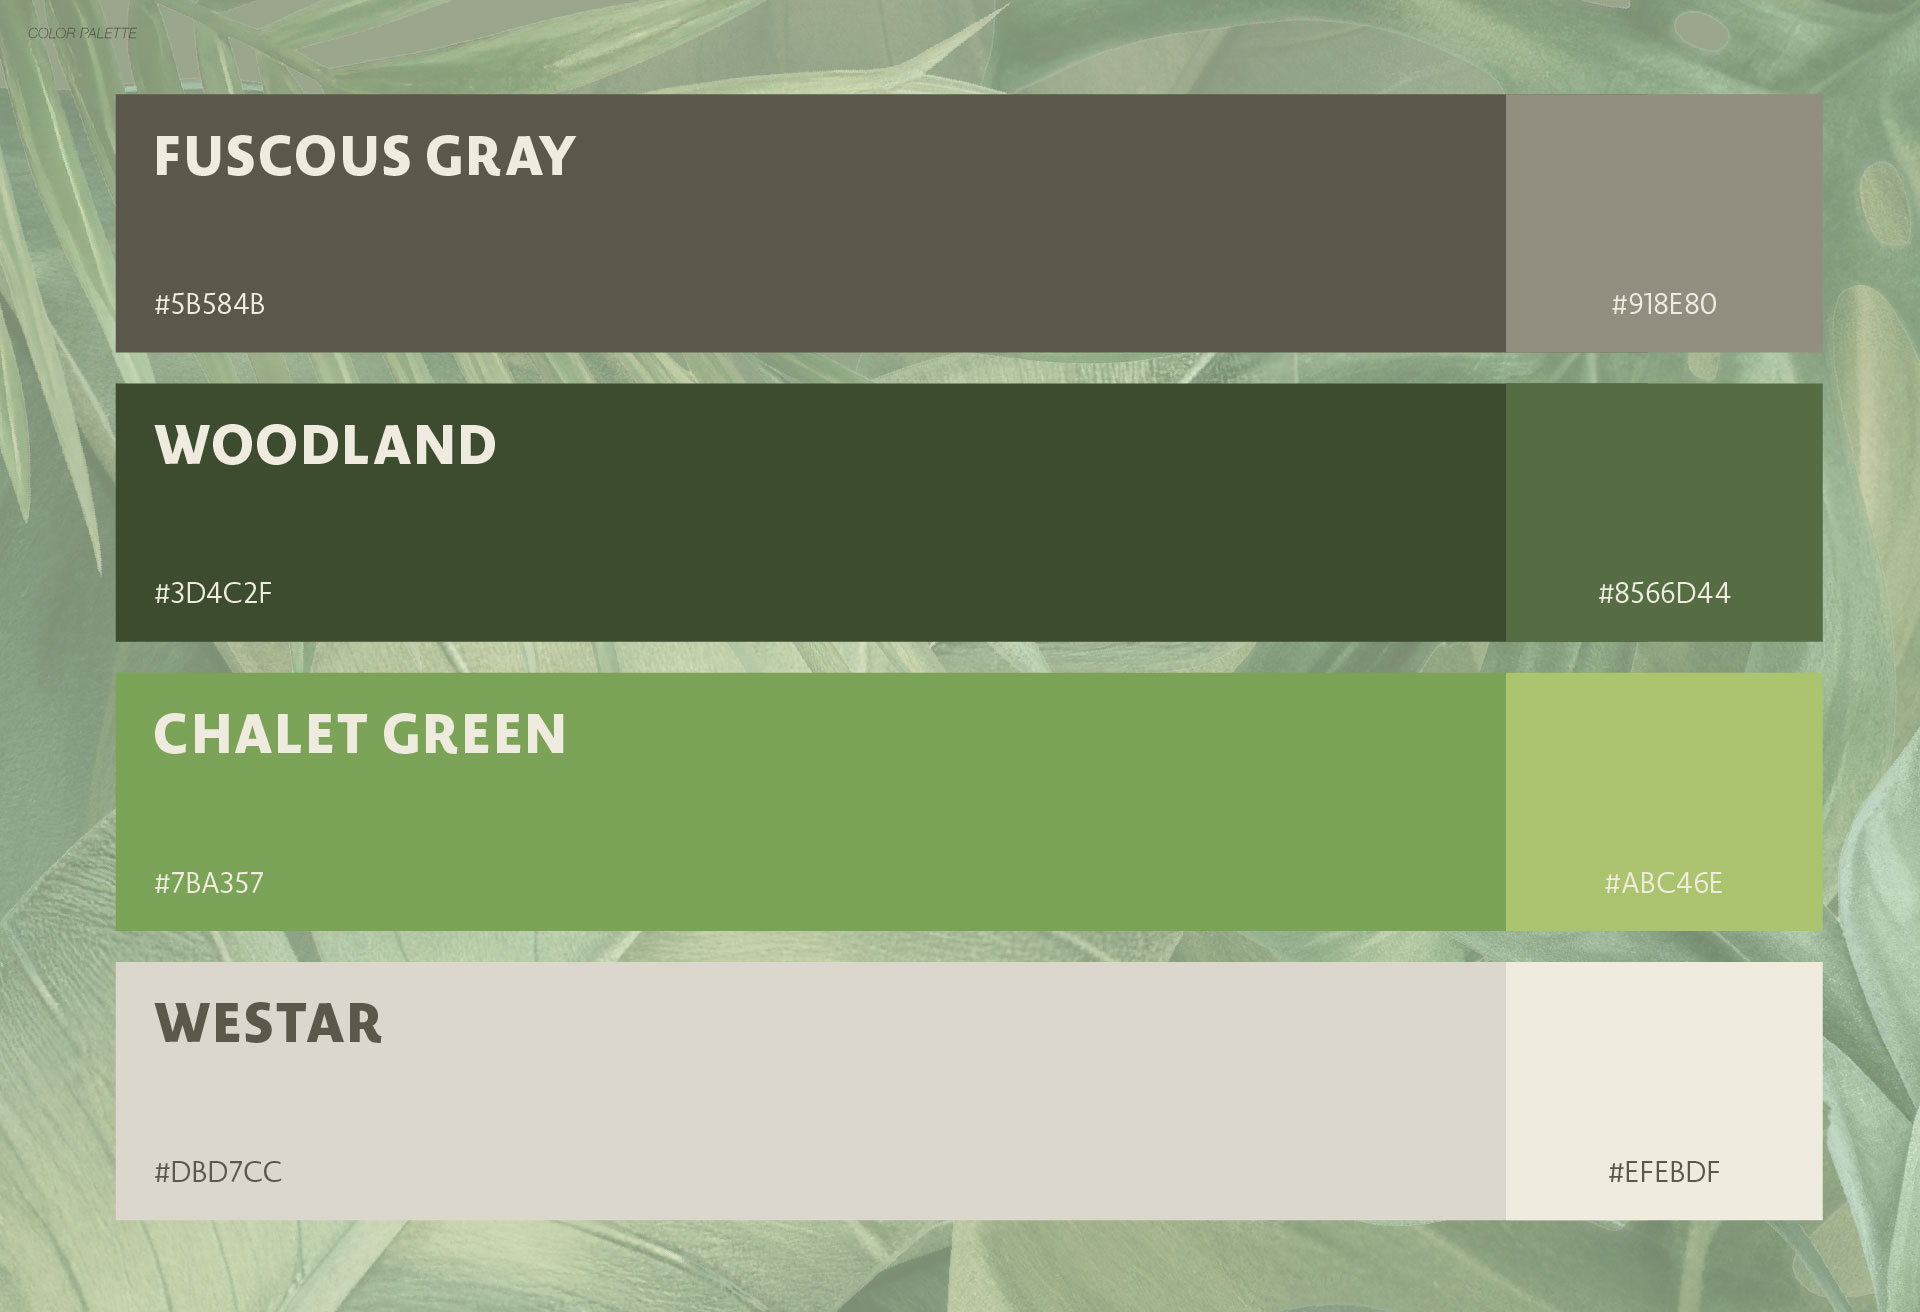 COLOR PALETTE
FUSCOUS GRAY
#5B584B
#918E80
WOODLAND
#3D4C2F
#8566D44
CHALET GREEN
#7BA357
#ABC46E
WESTAR
#DBD7CC
#EFEBDF